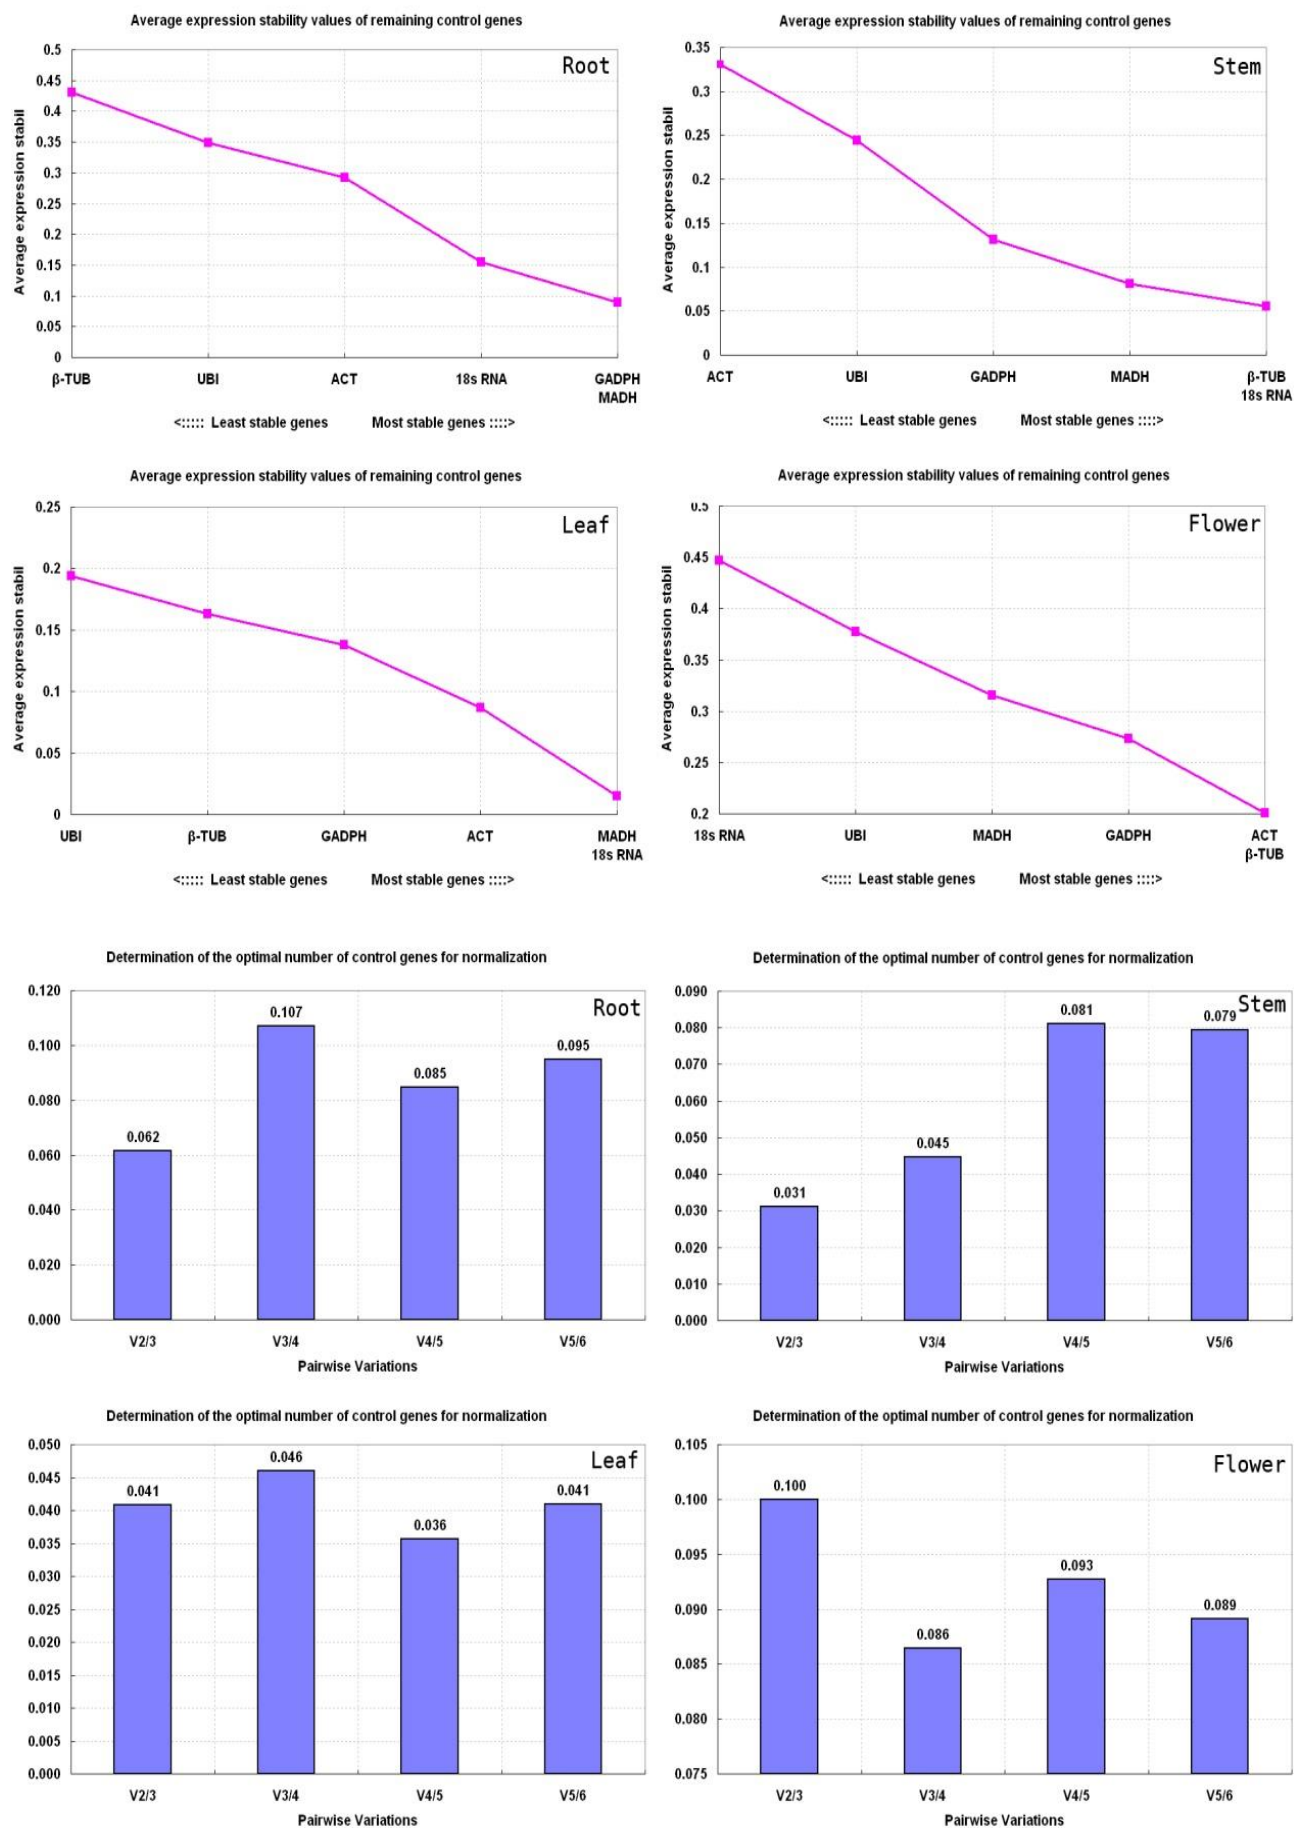 Average expression stability values of remaining control genes
Root
Average expression stabil
0.5
0.45
0.4
0.35
0.3
0.25
0.2
0.15
0.1
0.05
0
β-TUB UBI ACT 18s RNA GADPH
MADH
<::::: Least stable genes Most stable genes ::::>
Average expression stability values of remaining control genes
Stem
Average expression stabil
0.35
0.3
0.25
0.2
0.15
0.1
0.05
0
ACT UBI GADPH MADH β-TUB
18s RNA
<::::: Least stable genes Most stable genes ::::>
Average expression stability values of remaining control genes
Leaf
Average expression stabil
0.25
0.2
0.15
0.1
0.05
0
UBI β-TUB GADPH ACT MADH
18s RNA
<::::: Least stable genes Most stable genes ::::>
Average expression stability values of remaining control genes
Flower
Average expression stabil
0.5
0.45
0.4
0.35
0.3
0.25
0.2
18s RNA UBI MADH GADPH ACT
β-TUB
<::::: Least stable genes Most stable genes ::::>
Determination of the optimal number of control genes for normalization
Root
0.120
0.100
0.080
0.060
0.040
0.020
0.000
0.062
0.107
0.085
0.095
V2/3 V3/4 V4/5 V5/6
Pairwise Variations
Determination of the optimal number of control genes for normalization
Stem
0.090
0.080
0.070
0.060
0.050
0.040
0.030
0.020
0.010
0.000
0.031
0.045
0.081
0.079
V2/3 V3/4 V4/5 V5/6
Pairwise Variations
Determination of the optimal number of control genes for normalization
Leaf
0.050
0.045
0.040
0.035
0.030
0.025
0.020
0.015
0.010
0.005
0.000
0.041
0.046
0.036
0.041
V2/3 V3/4 V4/5 V5/6
Pairwise Variations
Determination of the optimal number of control genes for normalization
Flower
0.105
0.100
0.095
0.090
0.085
0.080
0.075
0.100
0.086
0.093
0.089
V2/3 V3/4 V4/5 V5/6
Pairwise Variations